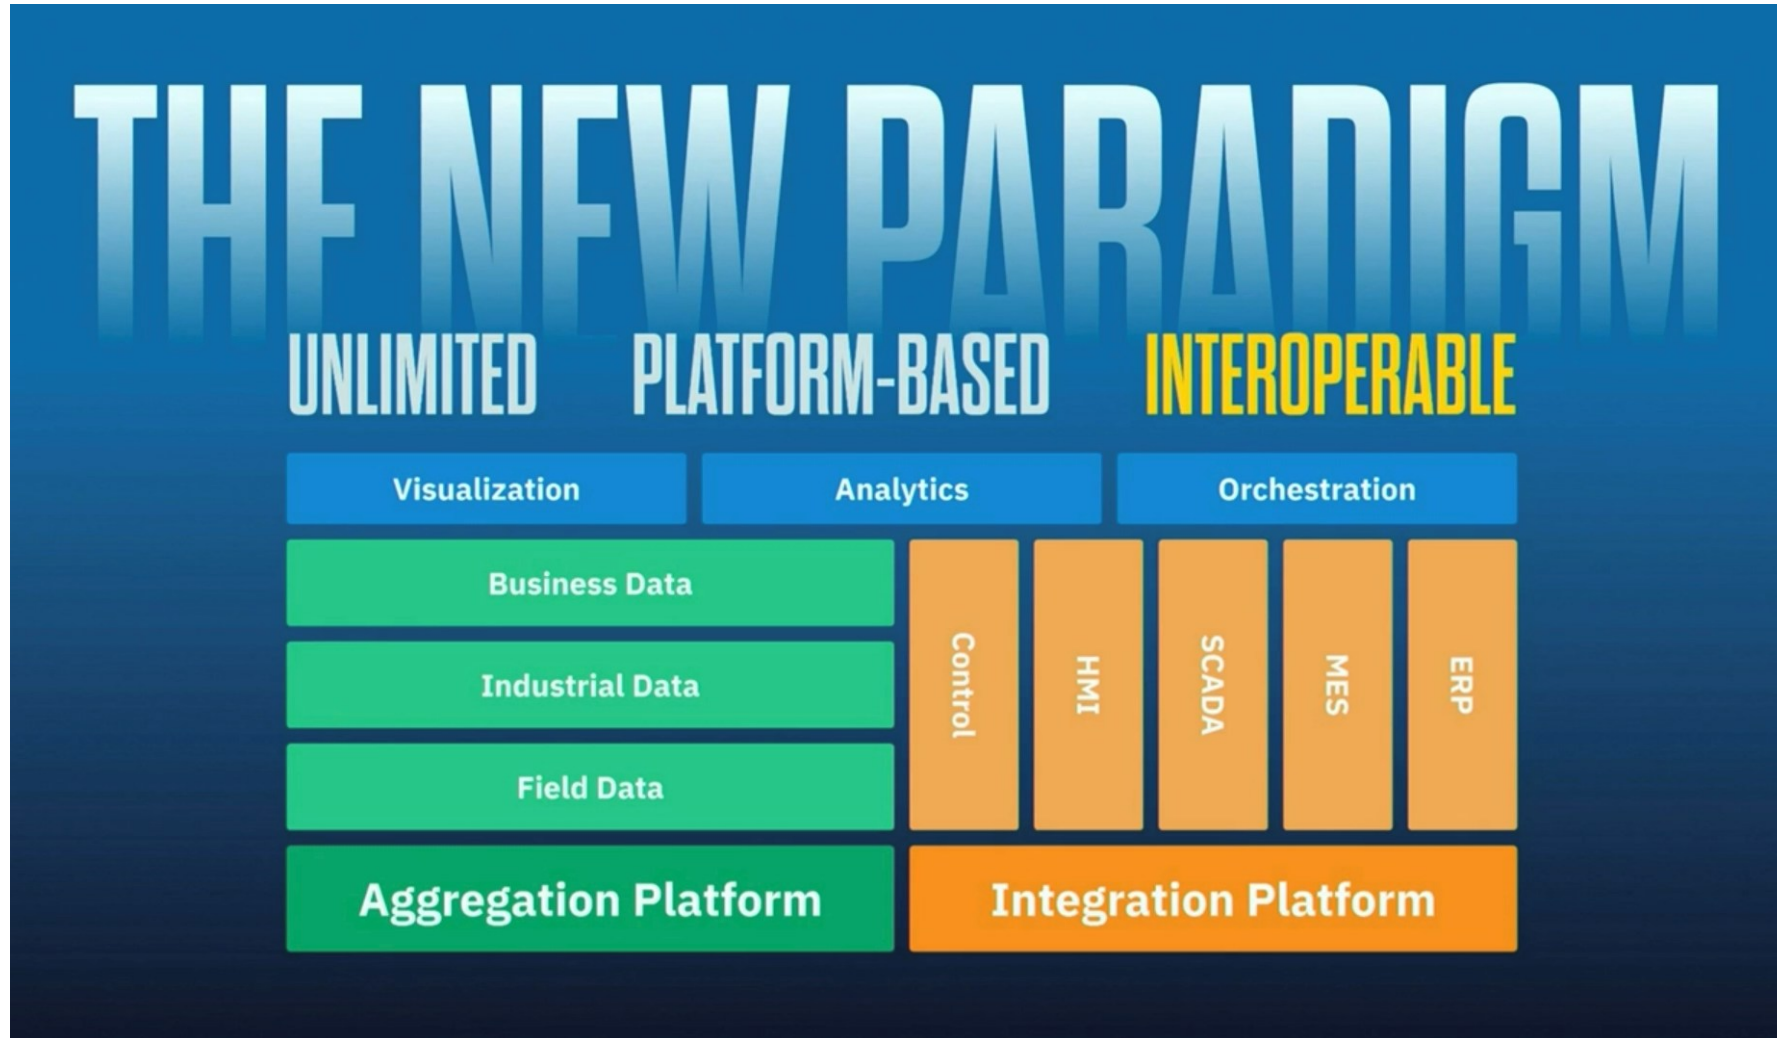 THE NEW PARADIGM
UNLIMITED PLATFORM-BASED INTEROPERABLE
Visualization Analytics Orchestration
Business Data
Industrial Data
Field Data
Control
HMI
SCADA
MES
ERP
Aggregation Platform Integration Platform